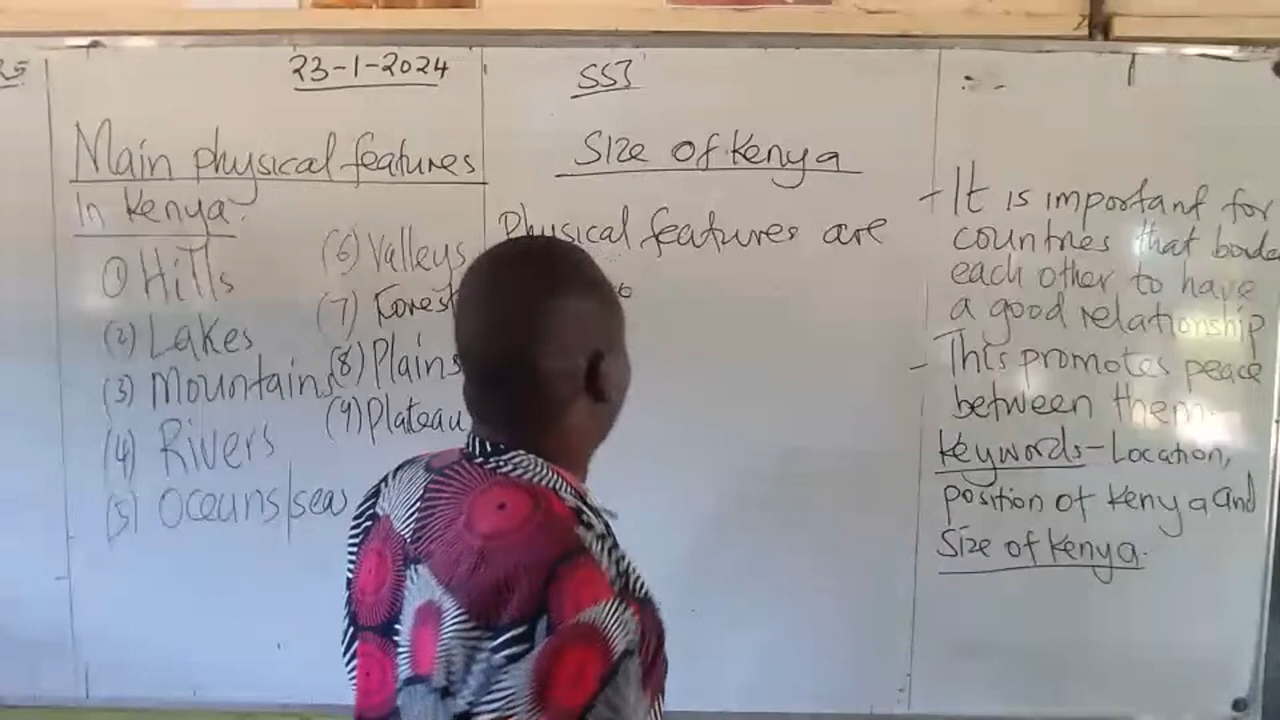 23-1-2024
Main physical features
In Kenya.
(1) Hills
(2) Lakes
(3) Mountains
(4) Rivers
(5) Oceans/seas
(6) Valleys
(7) Forest
(8) Plains
(9) Plateau
SST
Size of Kenya
Physical features are
- It is important for
countries that borde
each other to have
a good relationship
- This promotes peace
between them.
Keywords - Location,
position of Kenya and
Size of Kenya.